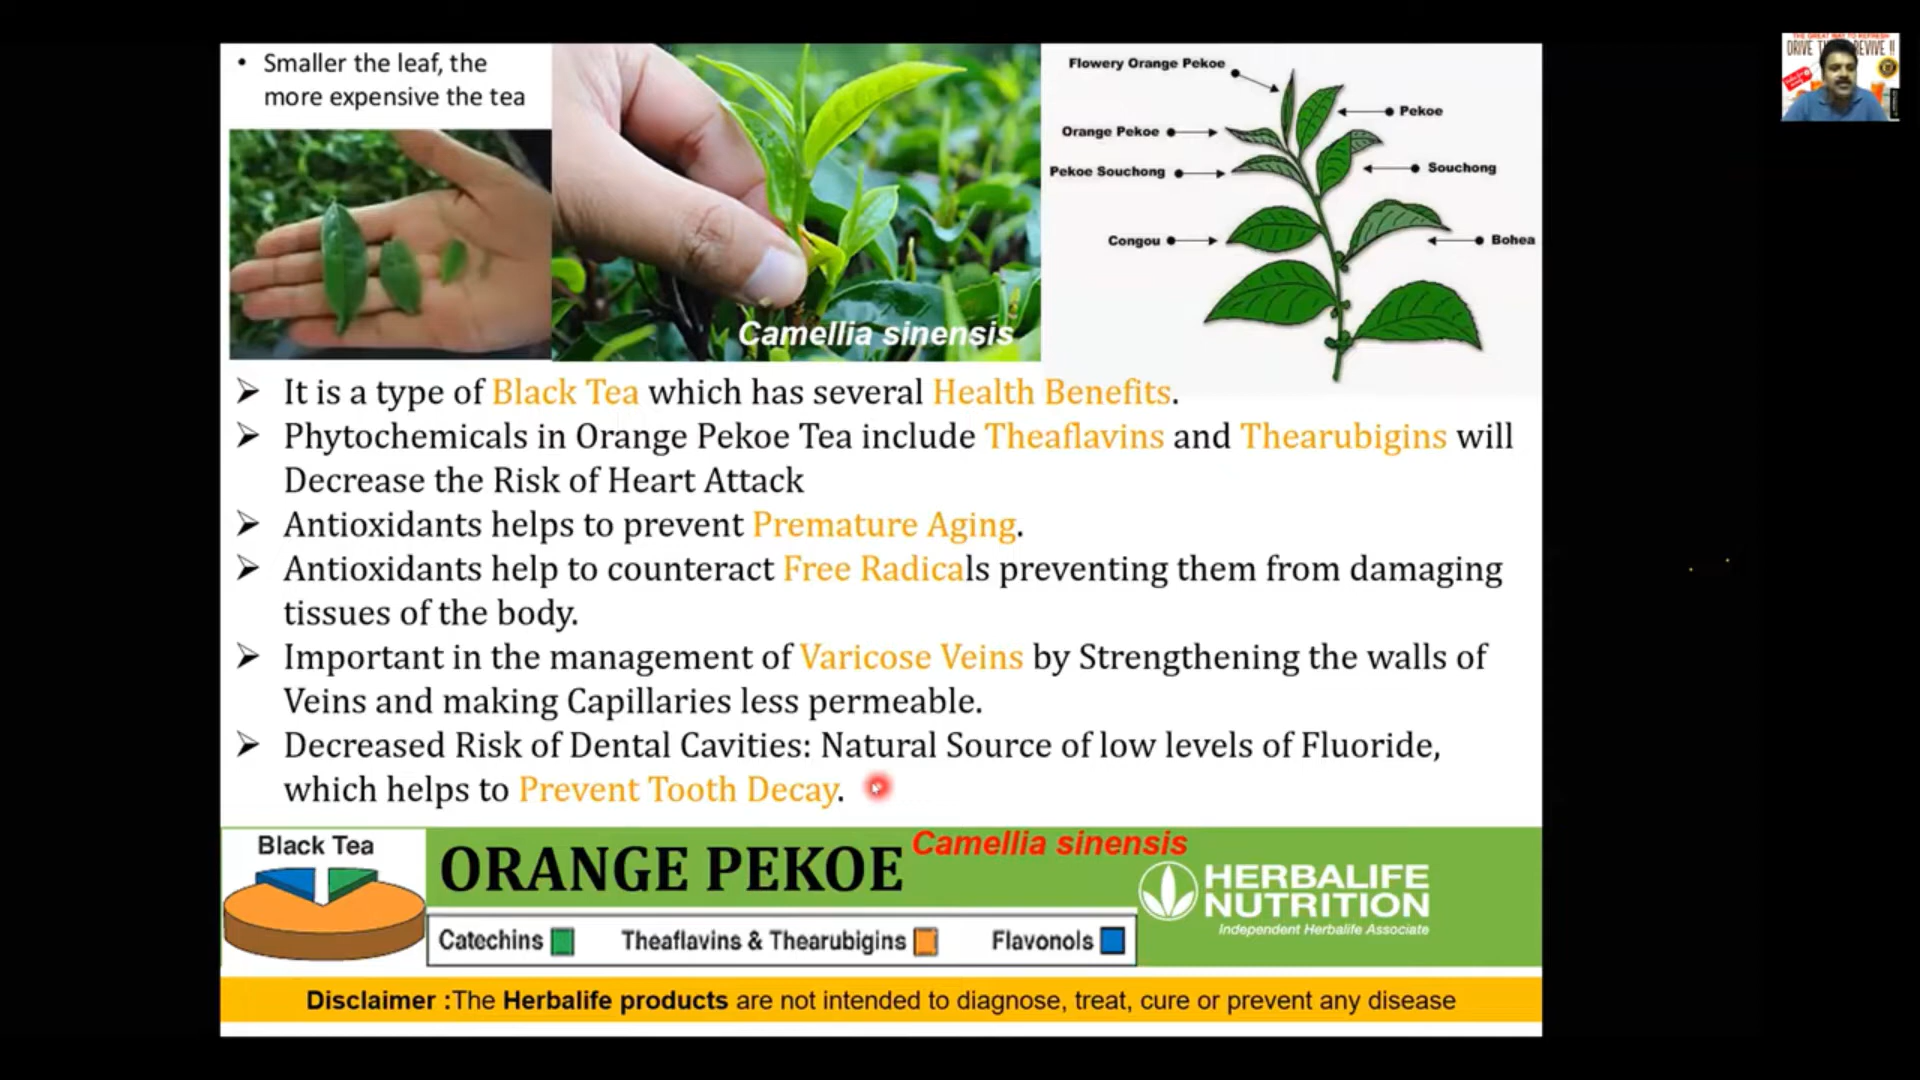 • Smaller the leaf, the
more expensive the tea
Camellia sinensis
Flowery Orange Pekoe
Pekoe
Orange Pekoe
Pekoe Souchong
Souchong
Congou
Bohea
THE GREAT WAY TO REFRESH
➢ It is a type of Black Tea which has several Health Benefits.
➢ Phytochemicals in Orange Pekoe Tea include Theaflavins and Thearubigins will
Decrease the Risk of Heart Attack
➢ Antioxidants helps to prevent Premature Aging.
➢ Antioxidants help to counteract Free Radicals preventing them from damaging
tissues of the body.
➢ Important in the management of Varicose Veins by Strengthening the walls of
Veins and making Capillaries less permeable.
➢ Decreased Risk of Dental Cavities: Natural Source of low levels of Fluoride,
which helps to Prevent Tooth Decay.
Black Tea
ORANGE PEKOE
Camellia sinensis
HERBALIFE
NUTRITION
Independent Herbalife Associate
Catechins Theaflavins & Thearubigins Flavonols
Disclaimer :The Herbalife products are not intended to diagnose, treat, cure or prevent any disease